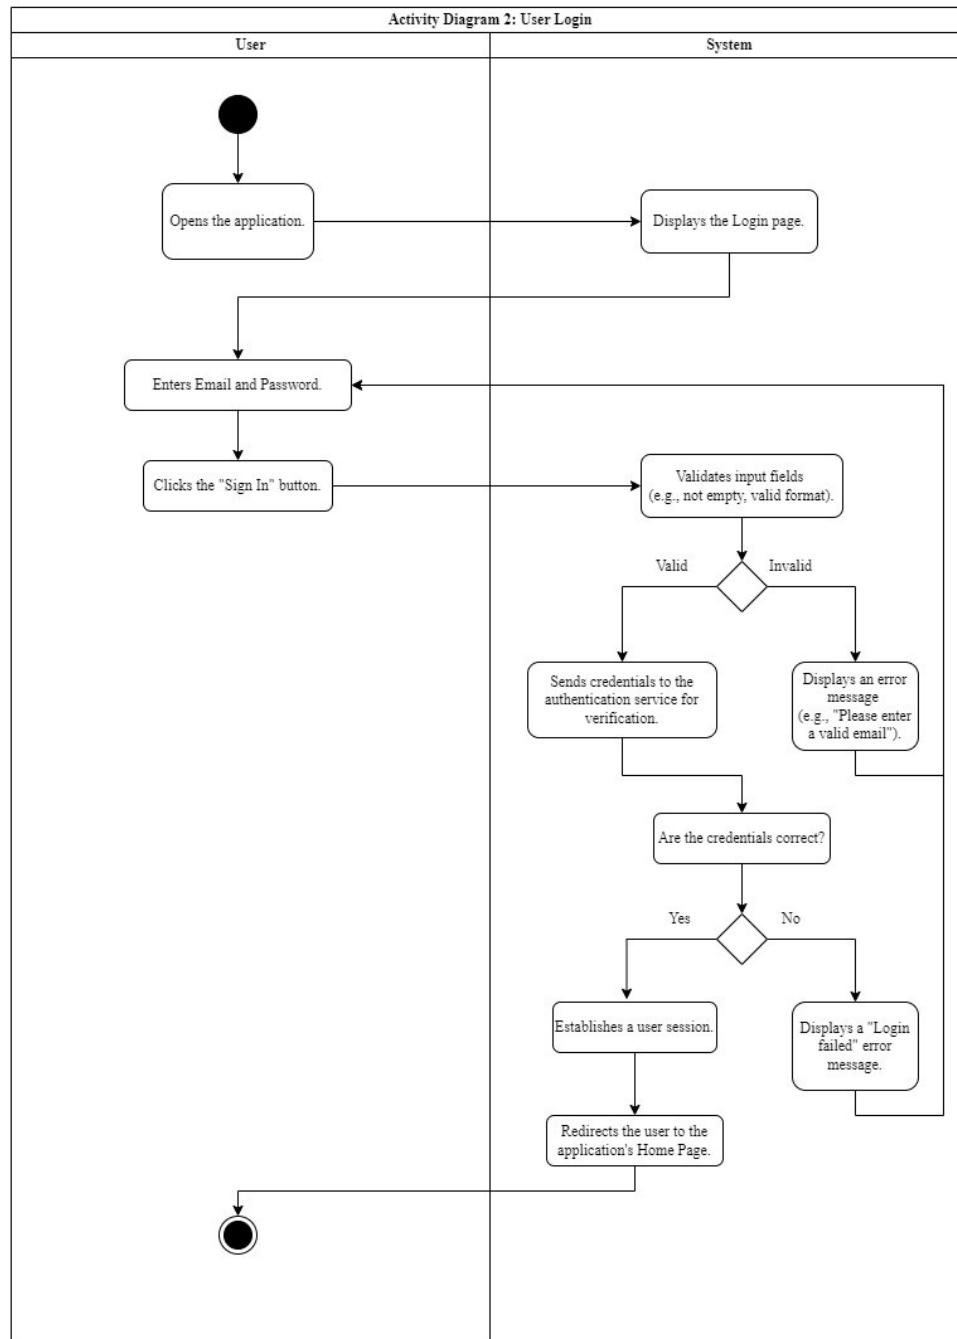 Activity Diagram 2: User Login
User
System
Opens the application.
Displays the Login page.
Enters Email and Password.
Clicks the "Sign In" button.
Validates input fields
(e.g., not empty, valid format).
Valid
Invalid
Sends credentials to the
authentication service for
verification.
Displays an error
message
(e.g., "Please enter
a valid email").
Are the credentials correct?
Yes
No
Establishes a user session.
Displays a "Login
failed" error
message.
Redirects the user to the
application's Home Page.